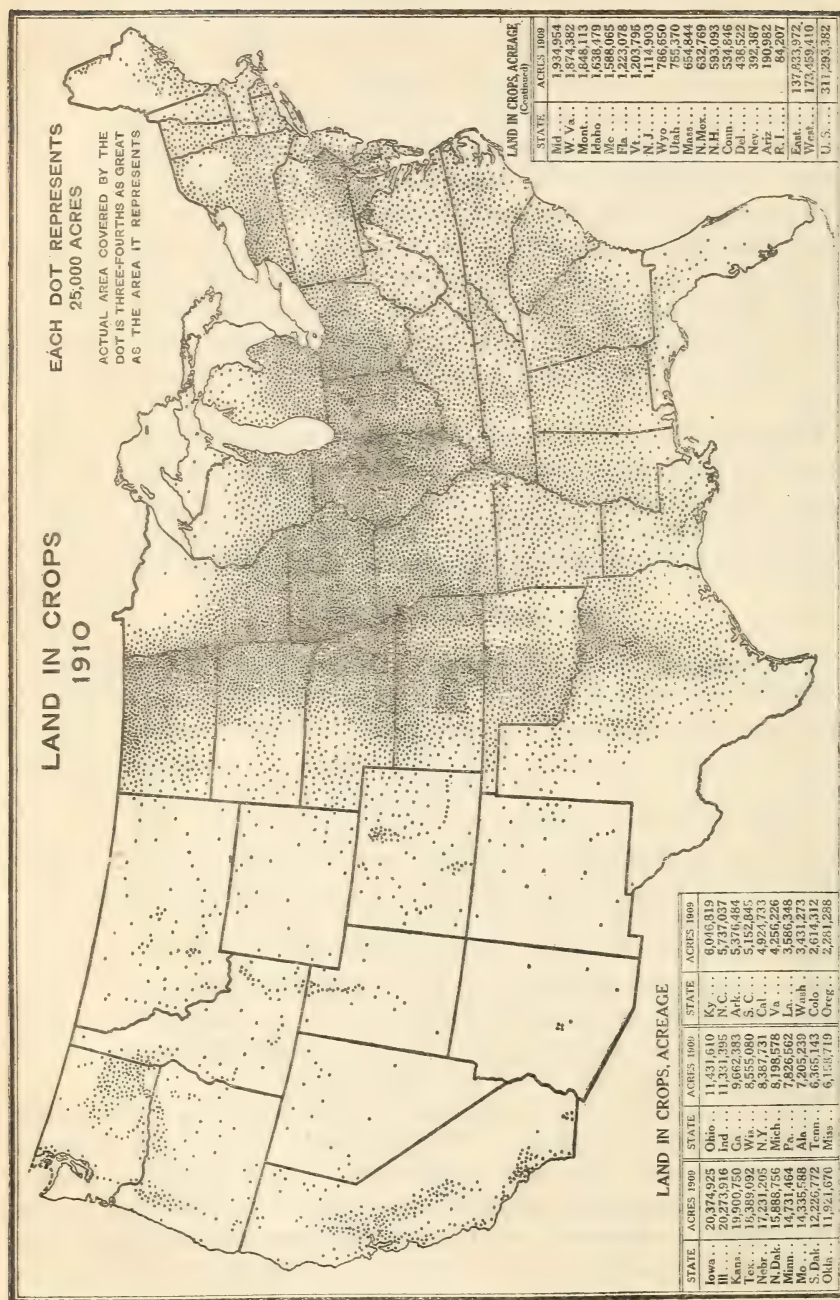 LAND IN CROPS
1910
EACH DOT REPRESENTS
25,000 ACRES
ACTUAL AREA COVERED BY THE
DOT IS THREE-FOURTHS AS GREAT
AS THE AREA IT REPRESENTS
LAND IN CROPS, ACREAGE
STATE ACRES 1909 STATE ACRES 1909 STATE ACRES 1909
Iowa.. 20,374,925 Ohio.. 11,431,610 Ky... 6,046,819
Ill.... 20,273,916 Ind... 11,331,395 N.C.. 5,737,037
Kans.. 19,900,750 Ga... 9,662,383 Ark.. 5,376,484
Tex... 18,389,092 Wis... 8,555,080 S. C.. 5,152,845
Nebr.. 17,231,205 N.Y.. 8,387,731 Cal... 4,924,733
N.Dak. 15,888,756 Mich.. 8,198,578 Va... 4,256,226
Minn.. 14,731,464 Pa.... 7,826,562 La.... 3,586,348
Mo... 14,335,588 Ala... 7,205,239 Wash.. 3,431,273
S. Dak. 12,226,772 Tenn.. 6,365,143 Colo.. 2,614,312
Okla.. 11,921,670 Miss.. 6,158,719 Oreg.. 2,281,288
LAND IN CROPS, ACREAGE
(Continued)
STATE ACRES 1909
Md.... 1,934,954
W. Va.. 1,874,382
Mont... 1,848,113
Idaho.. 1,638,479
Me.... 1,588,065
Fla.... 1,223,078
Vt.... 1,203,795
N.J.... 1,114,903
Wyo... 786,650
Utah... 755,370
Mass... 654,844
N.Mex. 632,769
N.H... 593,093
Conn... 534,846
Del.... 438,522
Nev... 392,387
Ariz... 190,982
R. I... 84,207
East... 137,833,972.
West.. 173,459,410
U. S... 311,293,382